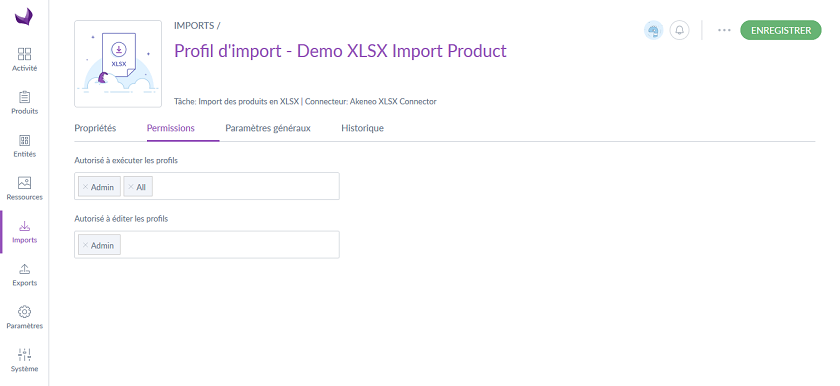 IMPORTS /
Profil d'import - Demo XLSX Import Product
ENREGISTRER
XLSX
Tâche: Import des produits en XLSX | Connecteur: Akeneo XLSX Connector
Activité
Produits
Entités
Ressources
Imports
Exports
Paramètres
Système
Propriétés
Permissions
Paramètres généraux
Historique
Autorisé à exécuter les profils
× Admin × All
Autorisé à éditer les profils
× Admin